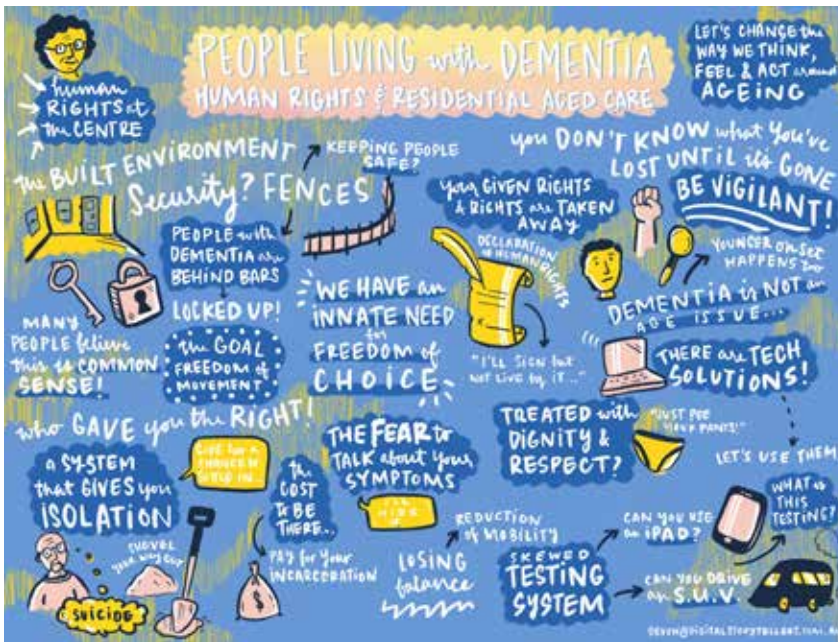 PEOPLE LIVING with DEMENTIA
HUMAN RIGHTS & RESIDENTIAL AGED CARE
LET'S CHANGE the
WAY WE THINK,
FEEL & ACT around
AGEING
human
RIGHTS at
the CENTRE
the BUILT ENVIRONMENT
Security? FENCES
KEEPING PEOPLE
SAFE?
PEOPLE with
DEMENTIA are
BEHIND BARS
LOCKED UP!
MANY
PEOPLE believe
this is COMMON
SENSE!
the GOAL
FREEDOM of
MOVEMENT
WE HAVE an
INNATE NEED
for
FREEDOM of
CHOICE
your GIVEN RIGHTS
& RIGHTS are TAKEN
AWAY
DECLARATION
of HUMAN RIGHTS
"I'LL SIGN but
NOT LIVE by IT..."
you DON'T KNOW what YOU'VE
LOST UNTIL it's GONE
BE VIGILANT!
YOUNGER onset
HAPPENS too
DEMENTIA is NOT an
AGE ISSUE...
THERE are TECH
SOLUTIONS!
LET'S USE THEM
who GAVE you the RIGHT!
a SYSTEM
that GIVES you
ISOLATION
SHOVEL
YOUR WAY OUT
SUICIDE
the
COST
to BE
THERE...
PAY for YOUR
INCARCERATION
THE FEAR to
TALK about YOUR
SYMPTOMS
LOSING
balance
REDUCTION
of MOBILITY
TREATED with
DIGNITY &
RESPECT?
"JUST PEE
YOUR PANTS!"
SKEWED
TESTING
SYSTEM
CAN YOU USE
an iPAD?
CAN YOU DRIVE
an S.U.V.
WHAT is
THIS
TESTING?